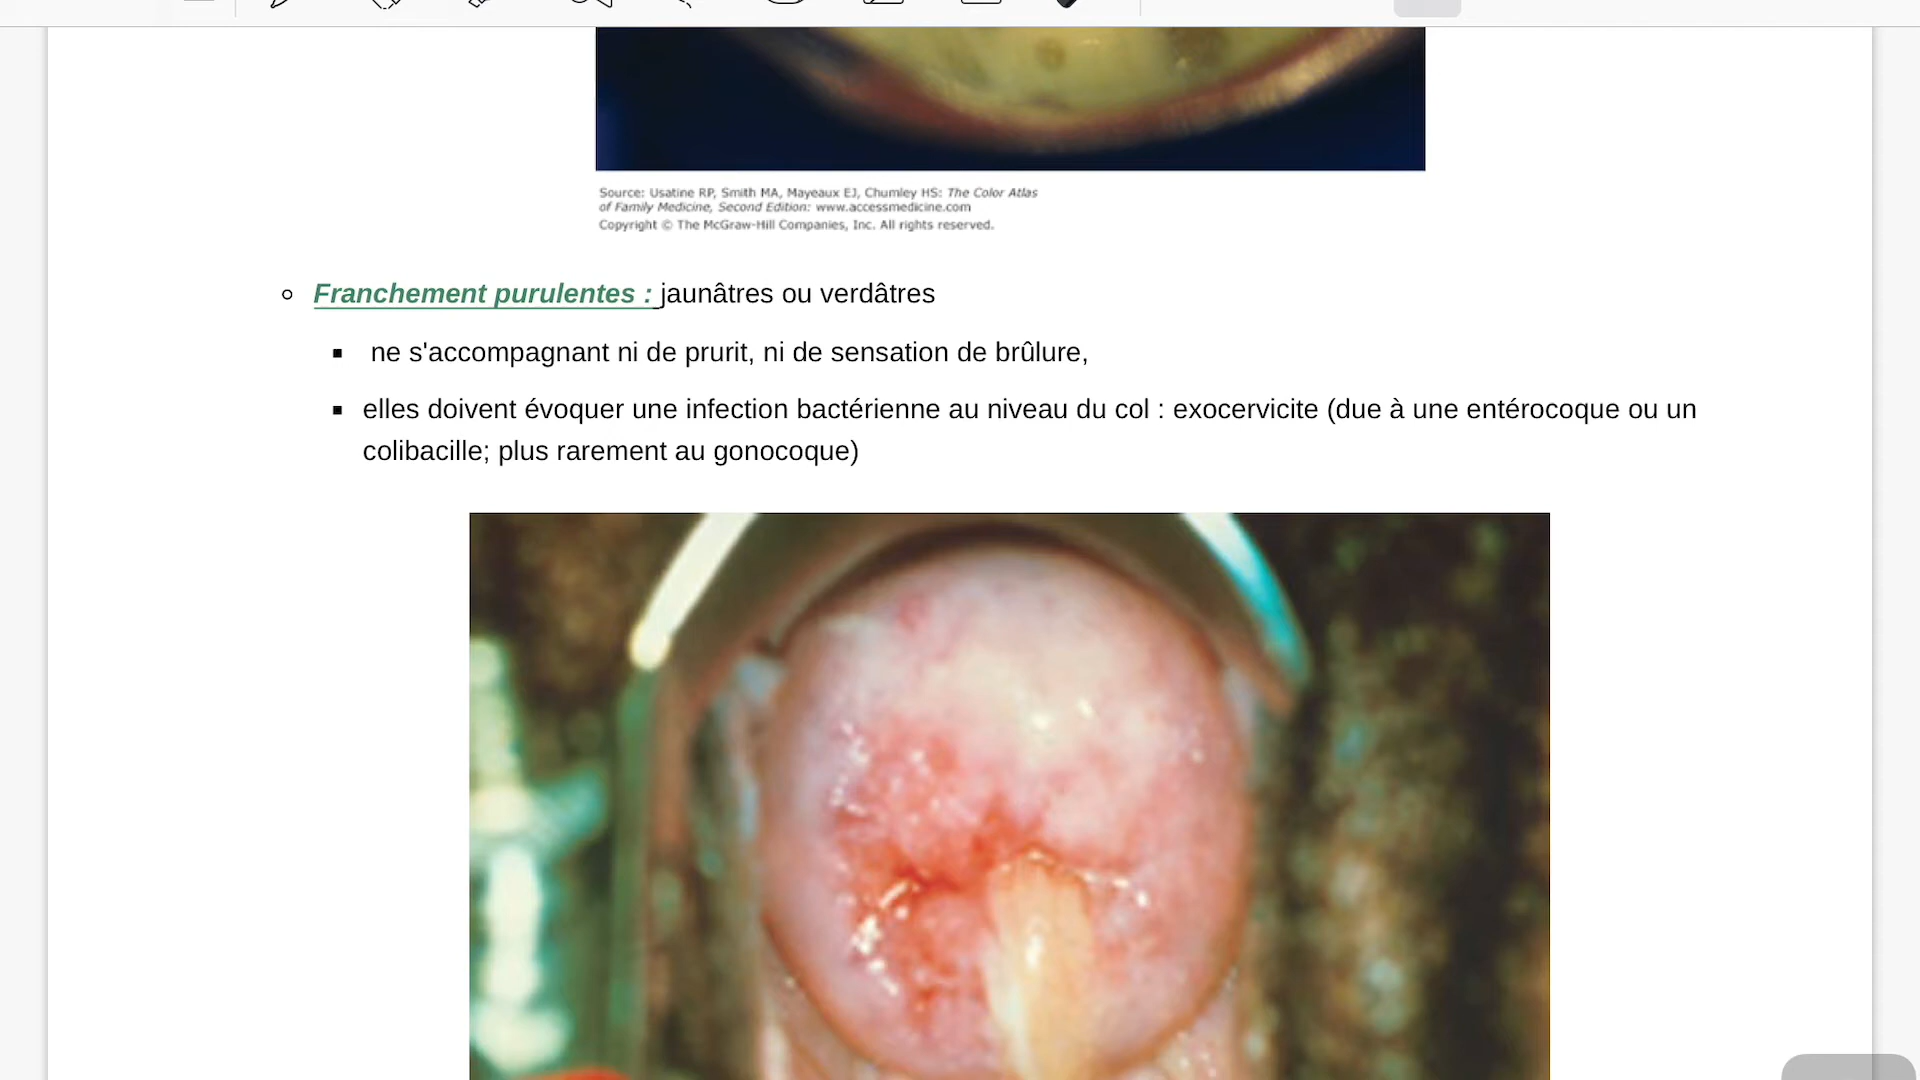 Source: Usatine RP, Smith MA, Mayeaux EJ, Chumley HS: The Color Atlas
of Family Medicine, Second Edition: www.accessmedicine.com
Copyright © The McGraw-Hill Companies, Inc. All rights reserved.
Franchement purulentes : jaunâtres ou verdâtres
ne s'accompagnant ni de prurit, ni de sensation de brûlure,
elles doivent évoquer une infection bactérienne au niveau du col : exocervicite (due à une entérocoque ou un
colibacille; plus rarement au gonocoque)